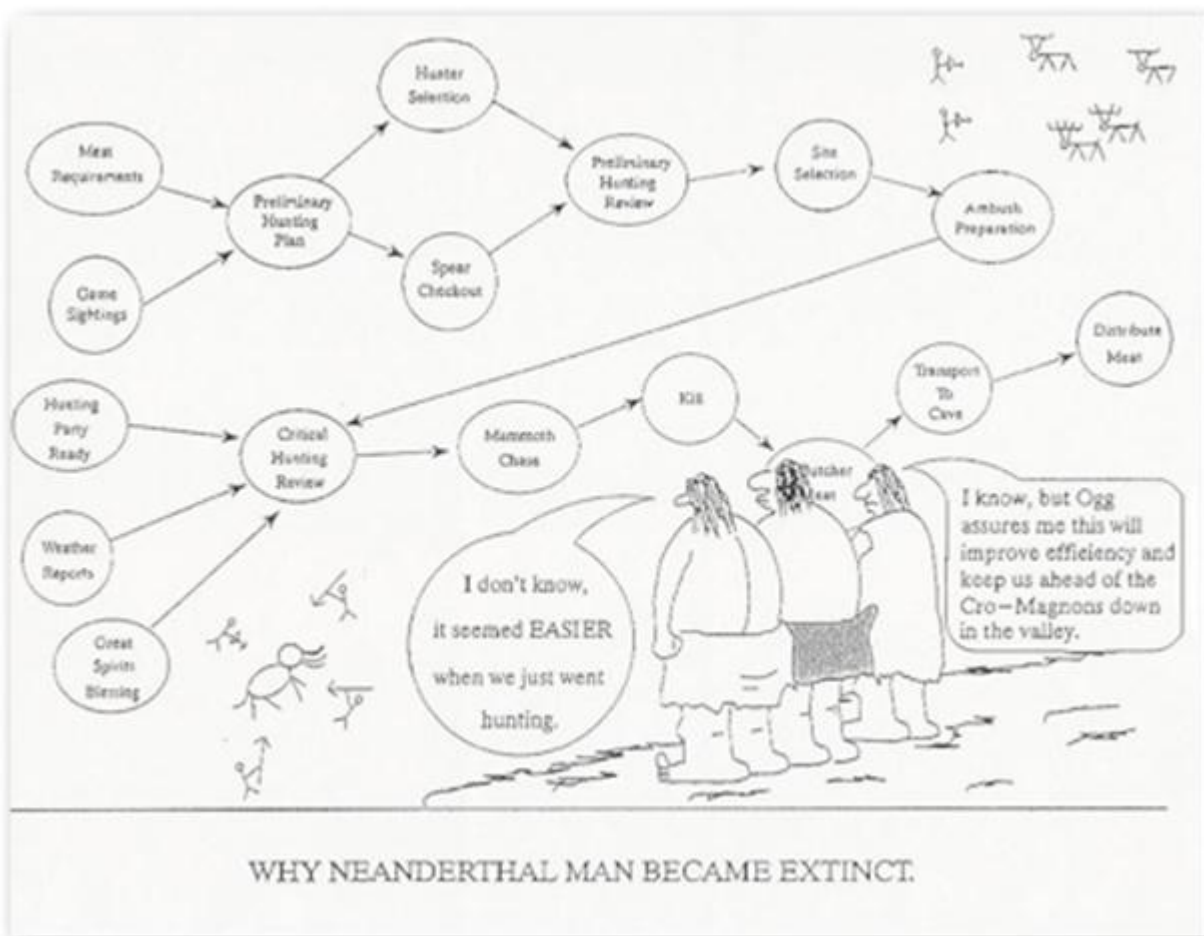 Hunter
Selection
Meat
Requirements
Preliminary
Hunting
Plan
Game
Sightings
Spear
Checkout
Preliminary
Hunting
Review
Site
Selection
Ambush
Preparation
Hunting
Party
Ready
Weather
Reports
Great
Spirits
Blessing
Critical
Hunting
Review
Mammoth
Chase
Kill
Butcher
Meat
Transport
To
Cave
Distribute
Meat
I don't know,
it seemed EASIER
when we just went
hunting.
I know, but Ogg
assures me this will
improve effieiency and
keep us ahead of the
Cro-Magnons down
in the valley.
WHY NEANDERTHAL MAN BECAME EXTINCT.